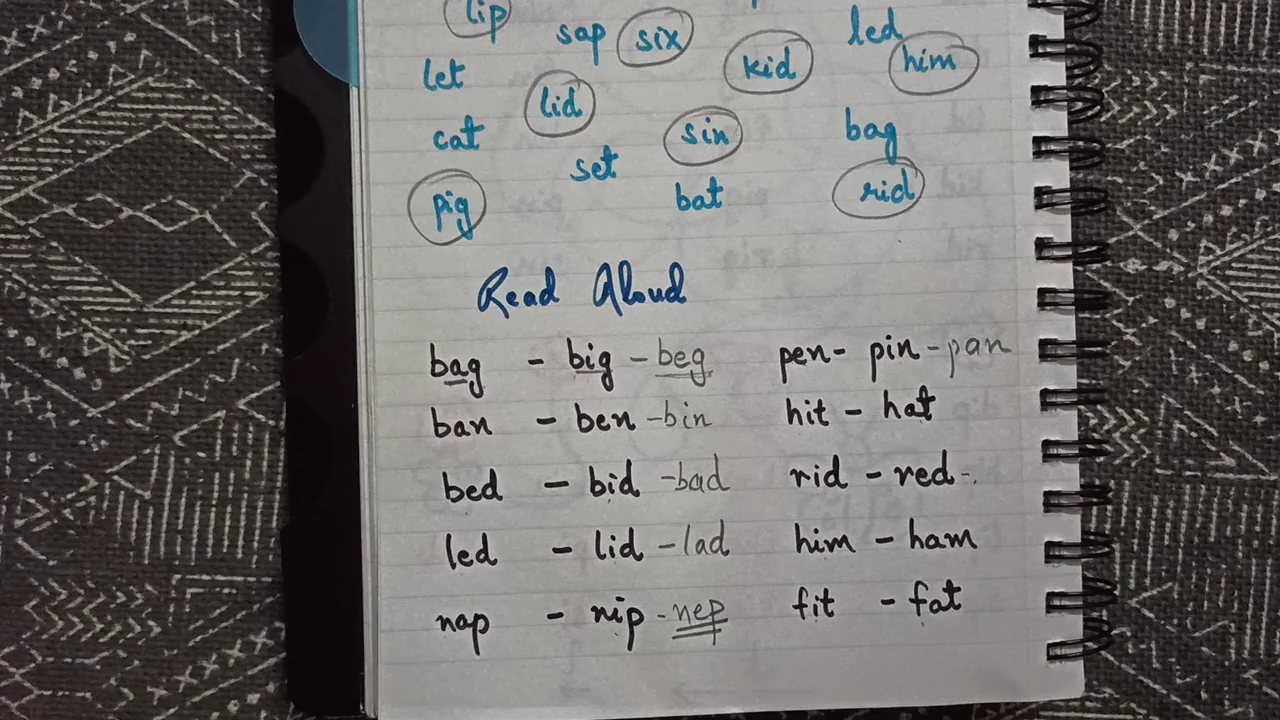 lip
sap six led
let kid him
lid
cat sin bag
set
pig bat rid
Read Aloud
bag - big - beg pen - pin - pan
ban - ben - bin hit - hat
bed - bid - bad rid - red -
led - lid - lad him - ham
nap - nip - nep fit - fat